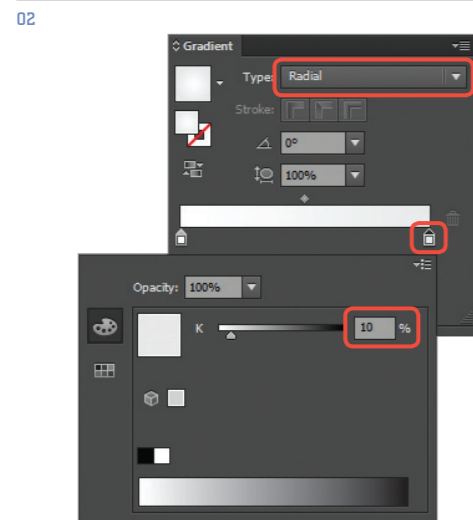 02
Gradient
Type: Radial
Stroke:
0°
100%
Opacity: 100%
K 10 %